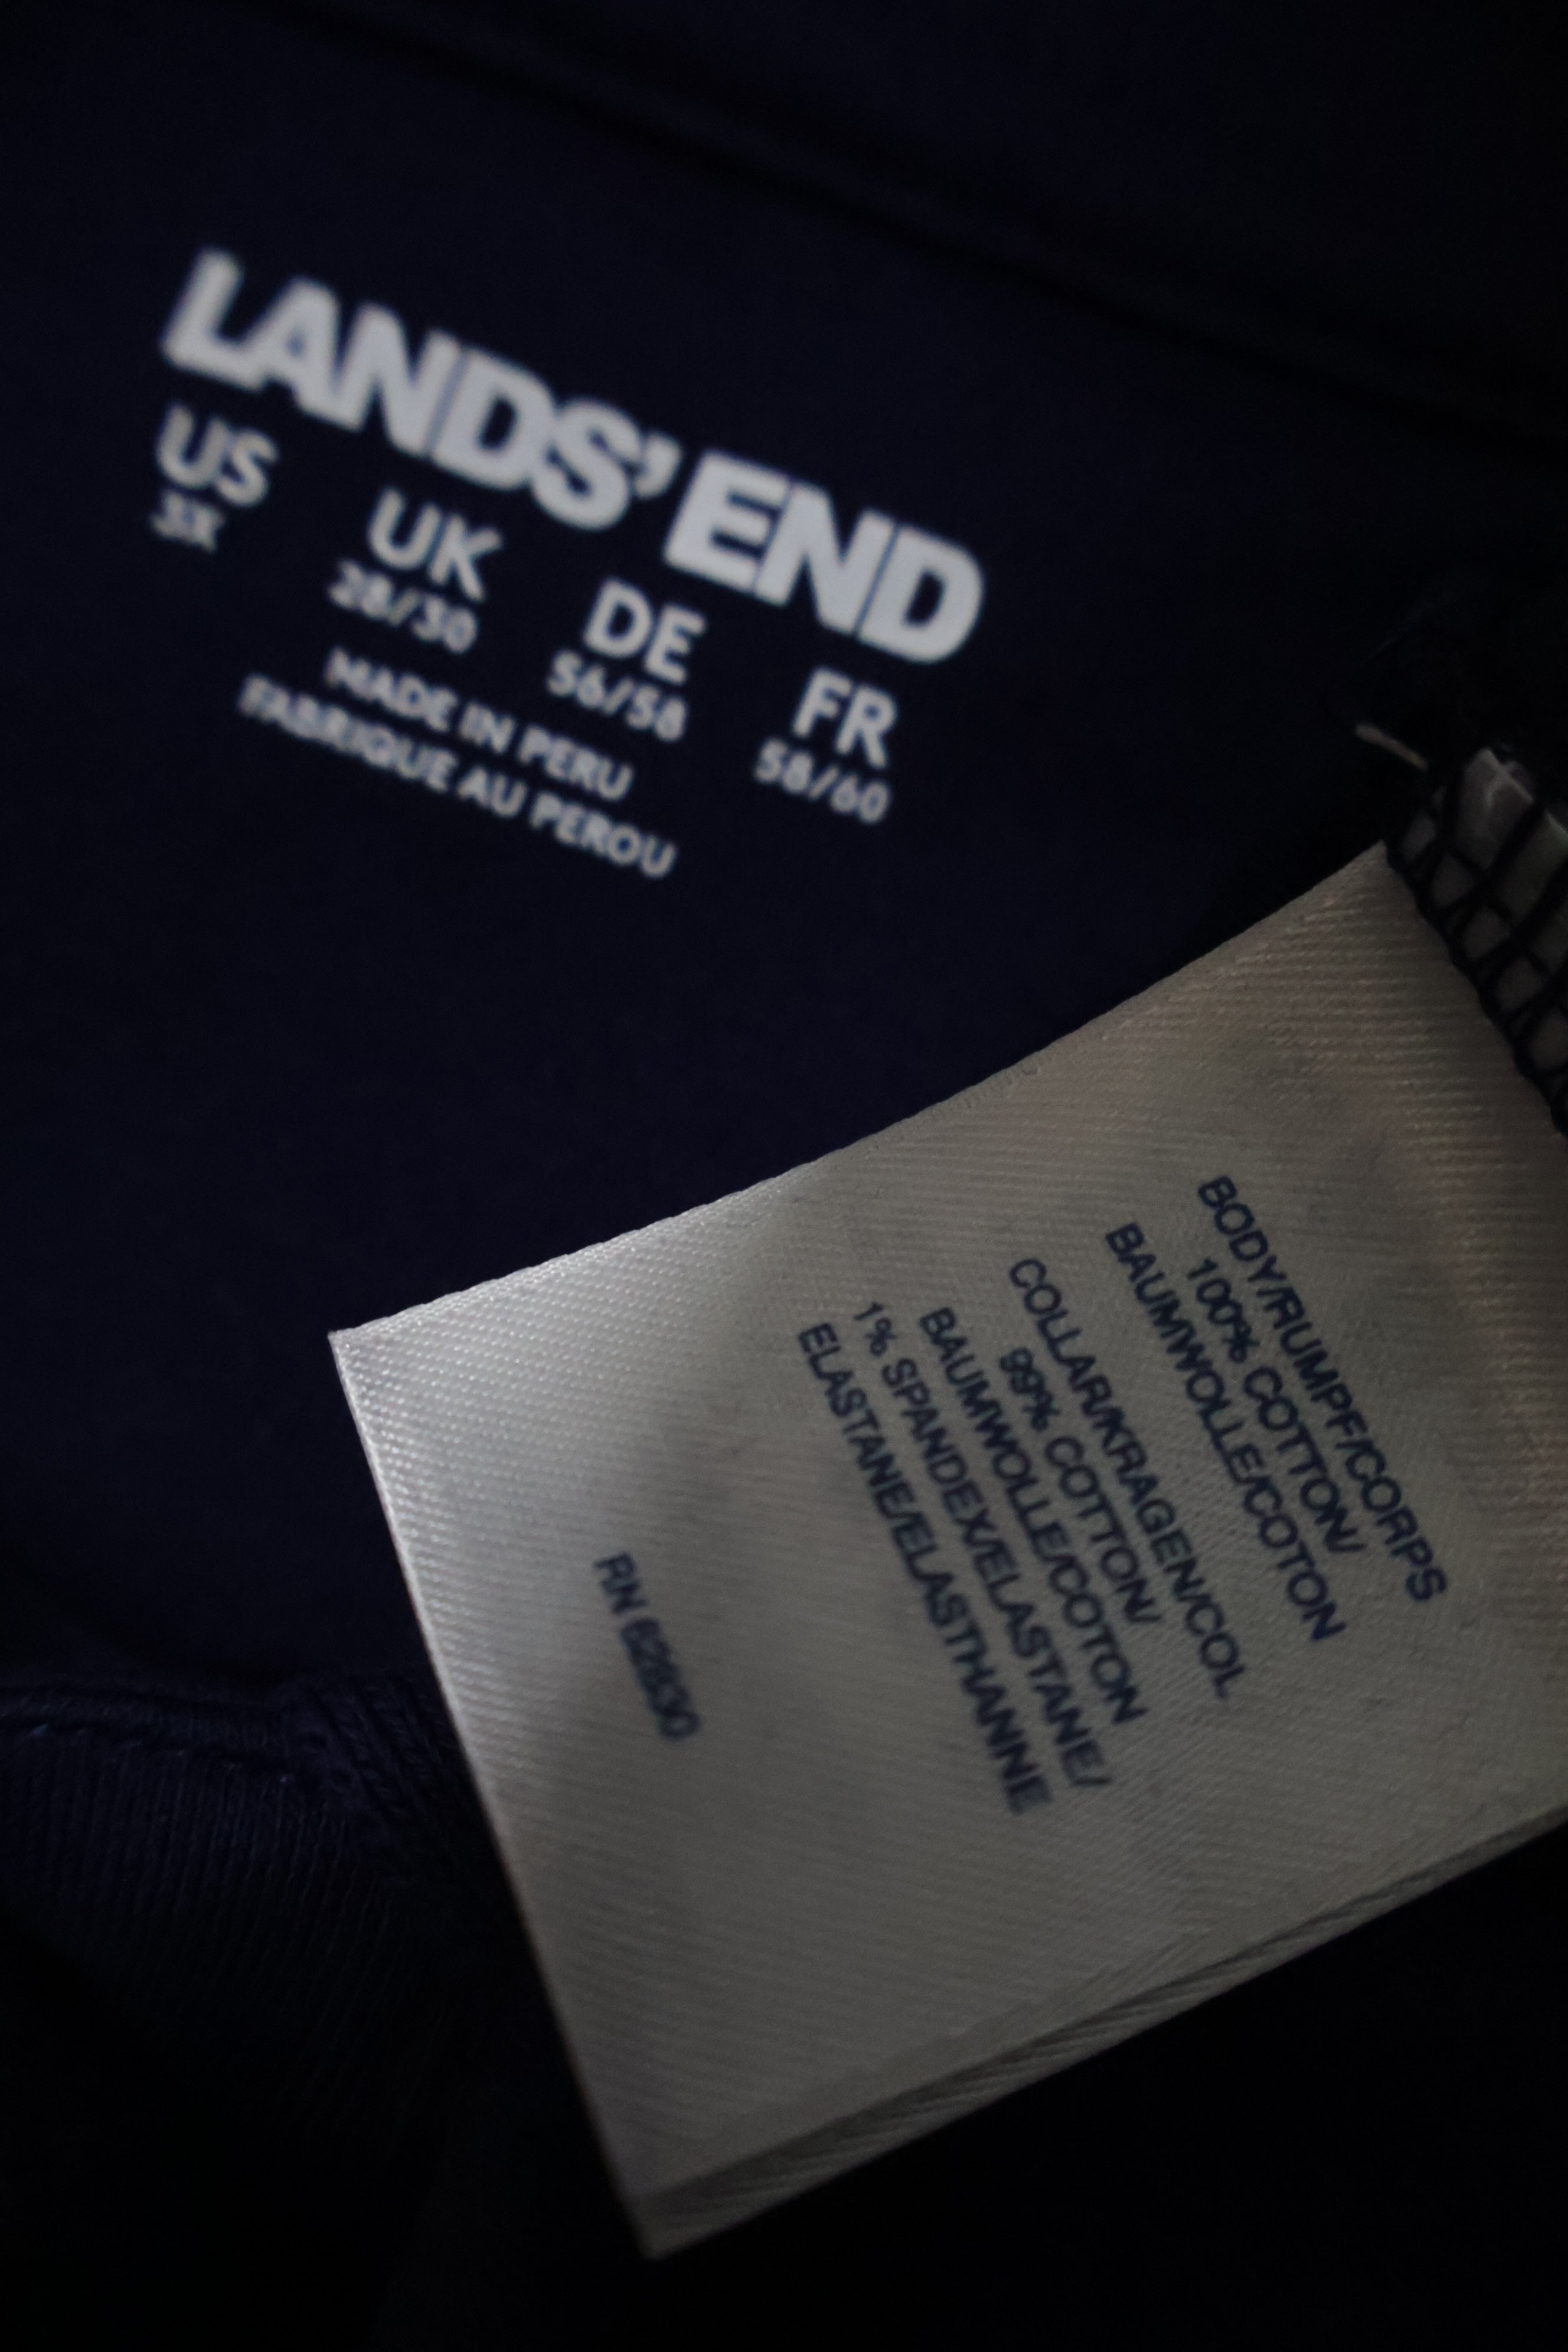 LANDS' END
US UK DE FR
3X 28/30 56/58 58/60
MADE IN PERU
FABRIQUE AU PEROU
BODY/RUMPF/CORPS
100% COTTON/
BAUMWOLLE/COTON
COLLAR/KRAGEN/COL
99% COTTON/
BAUMWOLLE/COTON
1% SPANDEX/ELASTANE/
ELASTANE/ELASTHANNE
RN 62830